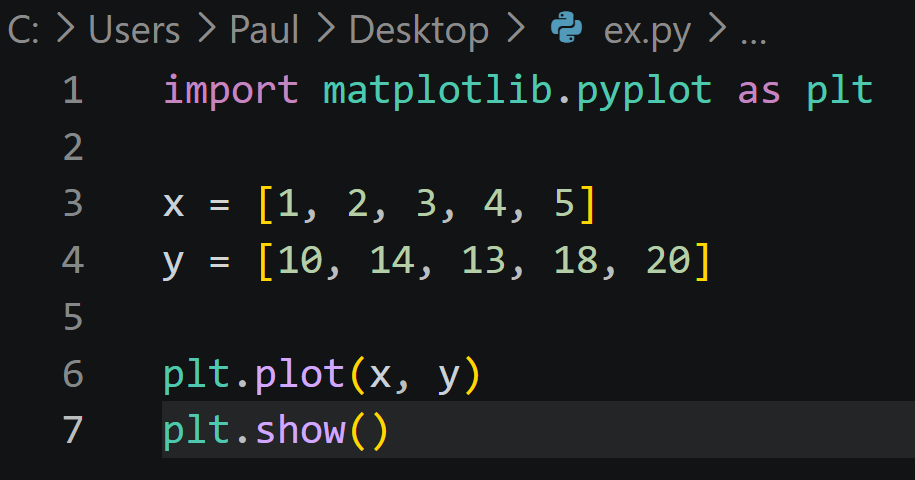 C: > Users > Paul > Desktop > ex.py > ...
1 import matplotlib.pyplot as plt
2
3 x = [1, 2, 3, 4, 5]
4 y = [10, 14, 13, 18, 20]
5
6 plt.plot(x, y)
7 plt.show()